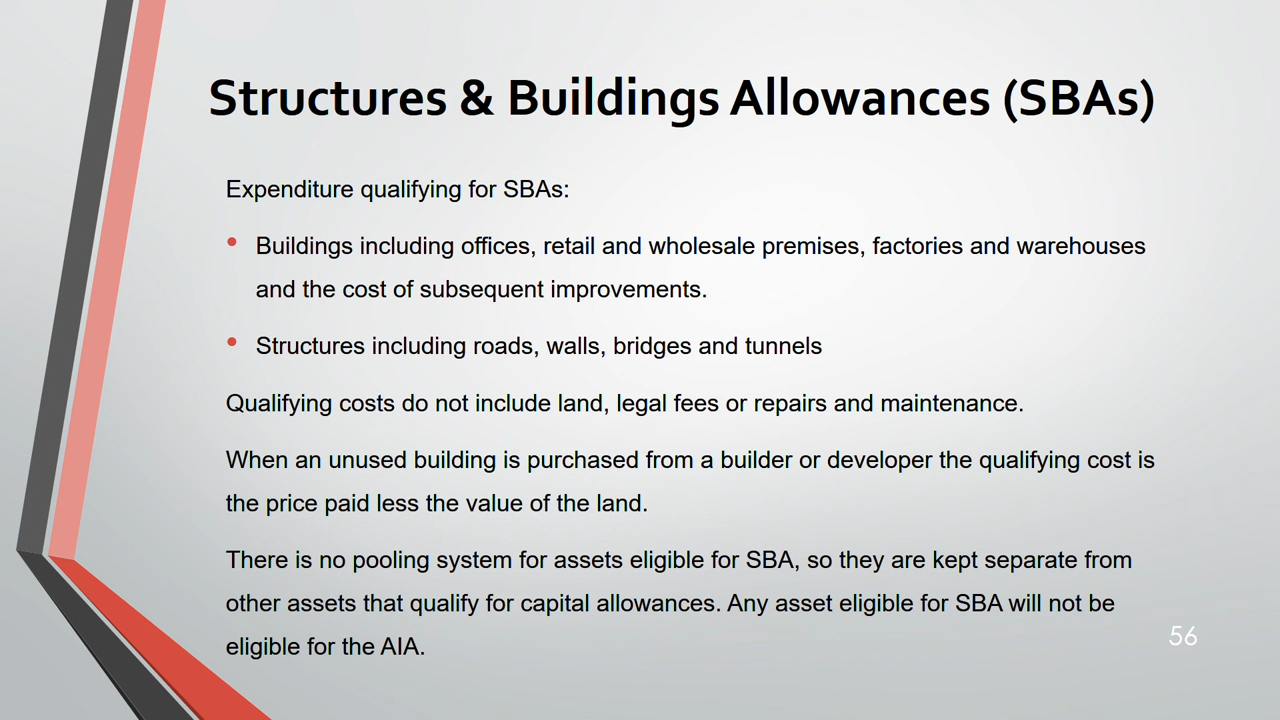 Structures & Buildings Allowances (SBAs)
Expenditure qualifying for SBAs:
• Buildings including offices, retail and wholesale premises, factories and warehouses
and the cost of subsequent improvements.
• Structures including roads, walls, bridges and tunnels
Qualifying costs do not include land, legal fees or repairs and maintenance.
When an unused building is purchased from a builder or developer the qualifying cost is
the price paid less the value of the land.
There is no pooling system for assets eligible for SBA, so they are kept separate from
other assets that qualify for capital allowances. Any asset eligible for SBA will not be
eligible for the AIA.
56